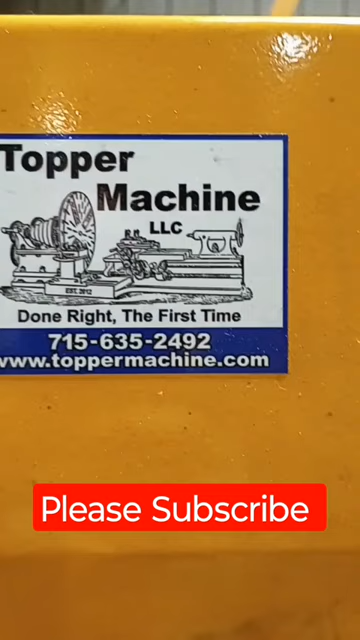 Topper
Machine
LLC
EST. 2012
Done Right, The First Time
715-635-2492
www.toppermachine.com
Please Subscribe